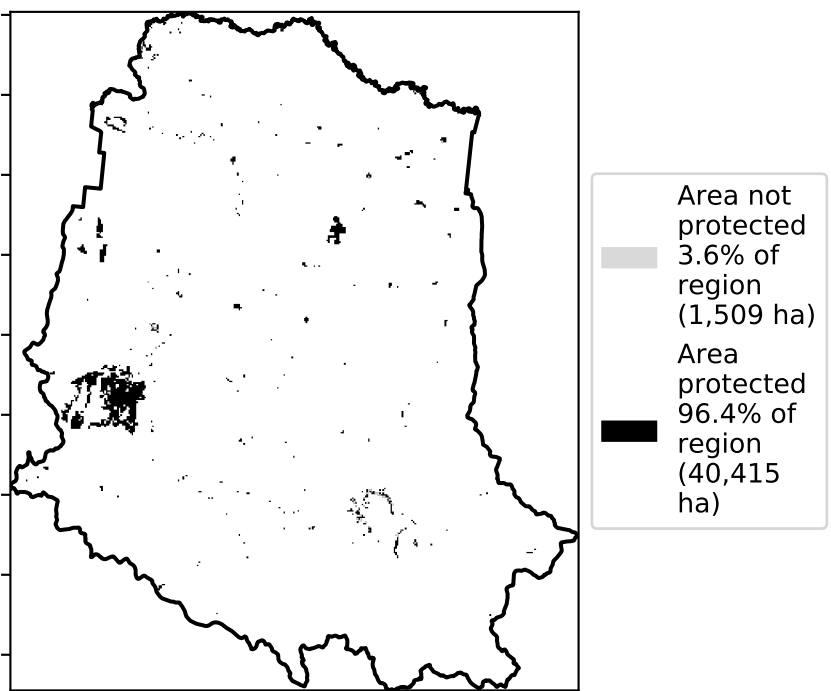 Area not
protected
3.6% of
region
(1,509 ha)
Area
protected
96.4% of
region
(40,415
ha)